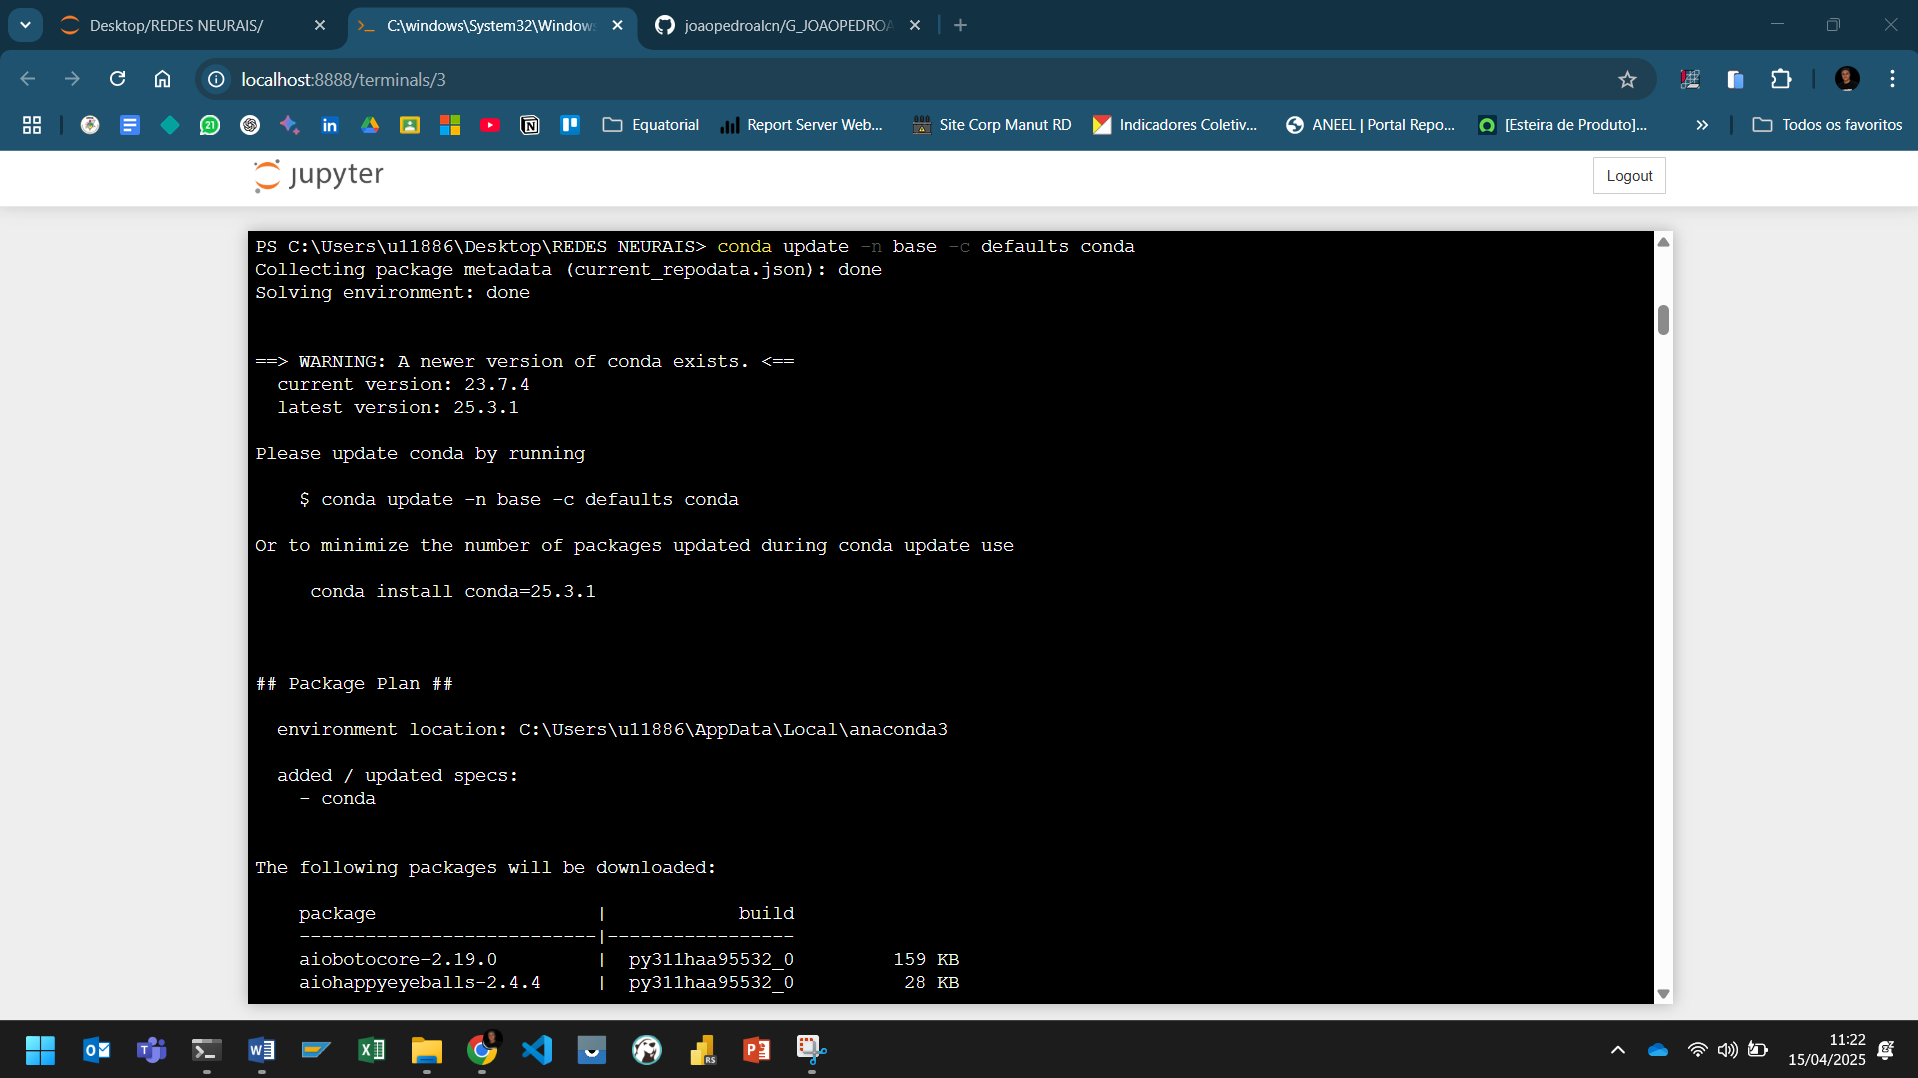 Desktop/REDES NEURAIS/
C:\windows\System32\Window
joaopedroalcn/G_JOAOPEDROA
localhost:8888/terminals/3
21
in
Equatorial
Report Server Web...
Site Corp Manut RD
Indicadores Coletiv...
ANEEL | Portal Repo...
[Esteira de Produto]...
Todos os favoritos
jupyter
Logout
PS C:\Users\u11886\Desktop\REDES NEURAIS> conda update -n base -c defaults conda
Collecting package metadata (current_repodata.json): done
Solving environment: done
==> WARNING: A newer version of conda exists. <==
current version: 23.7.4
latest version: 25.3.1
Please update conda by running
$ conda update -n base -c defaults conda
Or to minimize the number of packages updated during conda update use
conda install conda=25.3.1
## Package Plan ##
environment location: C:\Users\u11886\AppData\Local\anaconda3
added / updated specs:
- conda
The following packages will be downloaded:
package | build
---------------------------|-----------------
aiobotocore-2.19.0 | py311haa95532_0 159 KB
aiohappyeyeballs-2.4.4 | py311haa95532_0 28 KB
11:22
15/04/2025